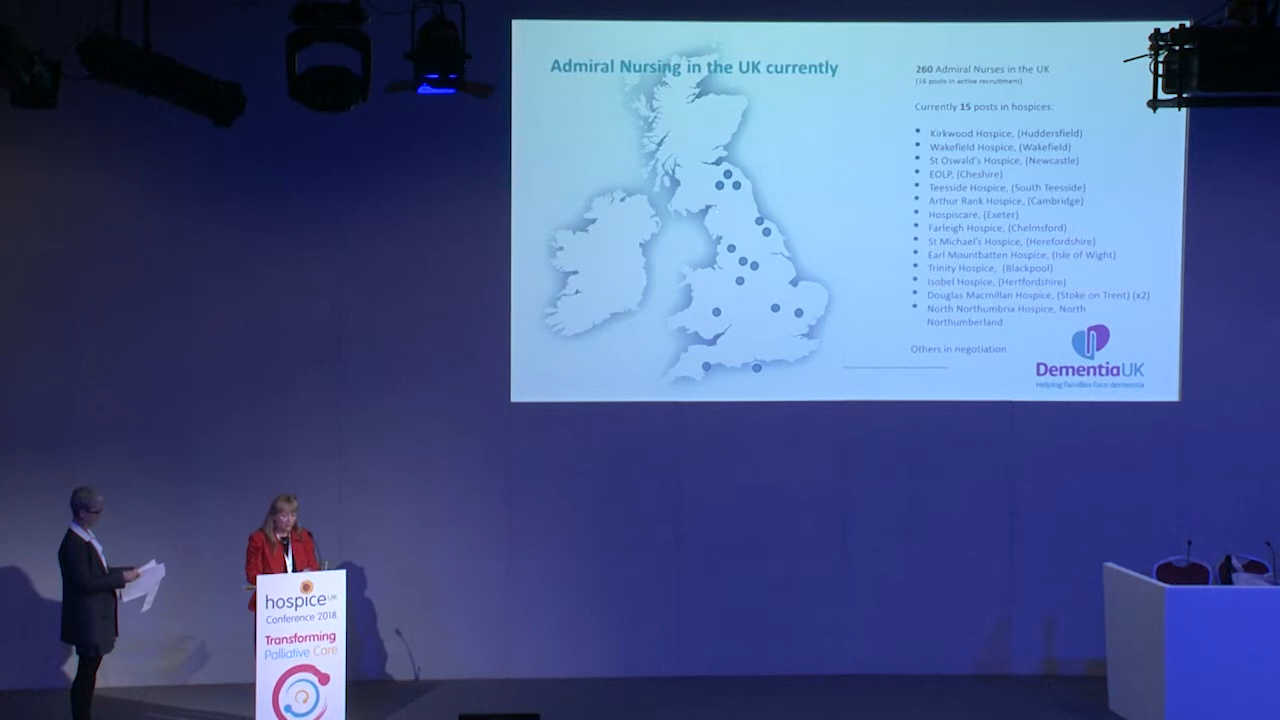 Admiral Nursing in the UK currently
260 Admiral Nurses in the UK
(16 posts in active recruitment)
Currently 15 posts in hospices:
• Kirkwood Hospice, (Huddersfield)
• Wakefield Hospice, (Wakefield)
• St Oswald's Hospice, (Newcastle)
• EOLP, (Cheshire)
• Teesside Hospice, (South Teesside)
• Arthur Rank Hospice, (Cambridge)
• Hospiscare, (Exeter)
• Farleigh Hospice, (Chelmsford)
• St Michael's Hospice, (Herefordshire)
• Earl Mountbatten Hospice, (Isle of Wight)
• Trinity Hospice, (Blackpool)
• Isobel Hospice, (Hertfordshire)
• Douglas Macmillan Hospice, (Stoke on Trent) (x2)
• North Northumbria Hospice, North
Northumberland
Others in negotiation
DementiaUK
Helping families face dementia
hospice UK
Conference 2018
Transforming
Palliative Care